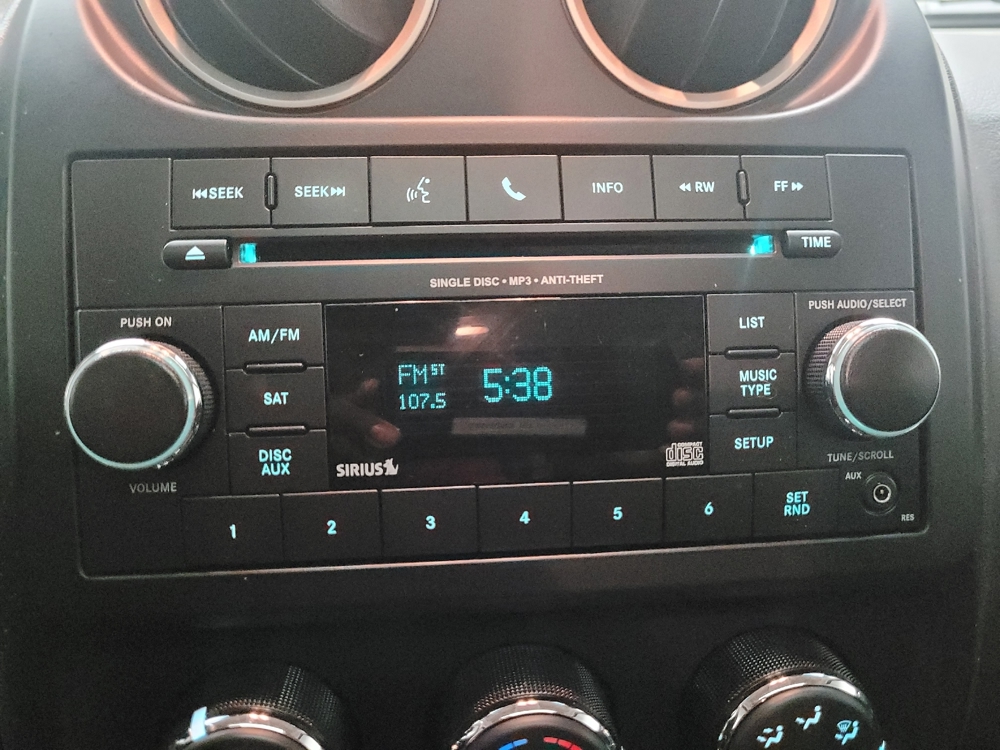 SEEK
SEEK
INFO
RW
FF
TIME
SINGLE DISC • MP3 • ANTI-THEFT
PUSH ON
AM/FM
SAT
DISC
AUX
VOLUME
FM ST
107.5
5:38
SIRIUS
COMPACT
disc
DIGITAL AUDIO
LIST
MUSIC
TYPE
SETUP
PUSH AUDIO/SELECT
TUNE/SCROLL
AUX
RES
1
2
3
4
5
6
SET
RND